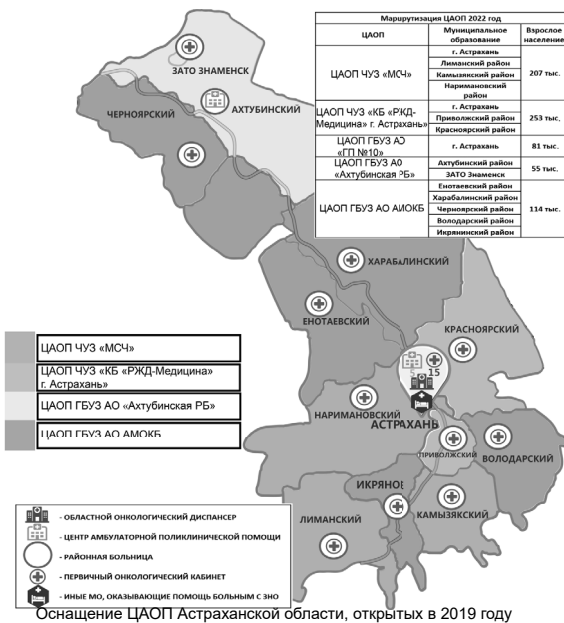 Маршрутизация ЦАОП 2022 год
ЦАОП
Муниципальное образование
Взрослое население
ЦАОП ЧУЗ «МСЧ»
г. Астрахань
Лиманский район
Камызякский район
Наримановский район
207 тыс.
ЦАОП ЧУЗ «КБ «РЖД-Медицина» г. Астрахань»
г. Астрахань
Приволжский район
Красноярский район
253 тыс.
ЦАОП ГБУЗ АО «ГП №10»
г. Астрахань
81 тыс.
ЦАОП ГБУЗ А0 «Ахтубинская РБ»
Ахтубинский район
ЗАТО Знаменск
55 тыс.
ЦАОП ГБУЗ АО АМОКБ
Енотаевский район
Харабалинский район
Черноярский район
Володарский район
Икрянинский район
114 тыс.
ЗАТО ЗНАМЕНСК
АХТУБИНСКИЙ
ЧЕРНОЯРСКИЙ
ХАРАБАЛИНСКИЙ
ЕНОТАЕВСКИЙ
КРАСНОЯРСКИЙ
5
15
НАРИМАНОВСКИЙ
АСТРАХАНЬ
ПРИВОЛЖСКИЙ
ВОЛОДАРСКИЙ
ИКРЯНОЕ
КАМЫЗЯКСКИЙ
ЛИМАНСКИЙ
ЦАОП ЧУЗ «МСЧ»
ЦАОП ЧУЗ «КБ «РЖД-Медицина»
г. Астрахань»
ЦАОП ГБУЗ АО «Ахтубинская РБ»
ЦАОП ГБУЗ АО АМОКБ
- ОБЛАСТНОЙ ОНКОЛОГИЧЕСКИЙ ДИСПАНСЕР
- ЦЕНТР АМБУЛАТОРНОЙ ПОЛИКЛИНИЧЕСКОЙ ПОМОЩИ
- РАЙОННАЯ БОЛЬНИЦА
- ПЕРВИЧНЫЙ ОНКОЛОГИЧЕСКИЙ КАБИНЕТ
- ИНЫЕ МО, ОКАЗЫВАЮЩИЕ ПОМОЩЬ БОЛЬНЫМ С ЗНО
Оснащение ЦАОП Астраханской области, открытых в 2019 году